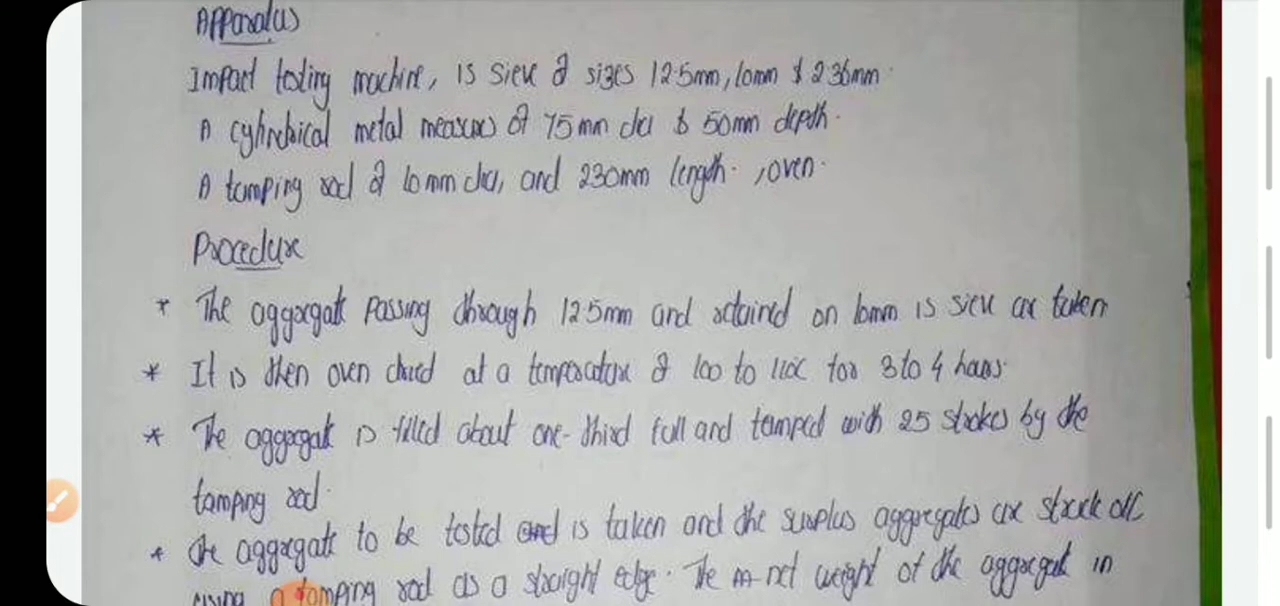 Apparatus
Impact testing machine, IS sieve of sizes 12.5mm, 10mm & 2.36mm.
A cylindrical metal measures of 75mm dia & 50mm depth.
A tamping rod of 10mm dia, and 230mm length. , oven.
Procedure
* The aggregate passing through 12.5mm and retained on 10mm is sieve are taken
* It is then oven dried at a temperature of 100 to 110c for 3 to 4 hours.
* The aggregate is filled about one-third full and tamped with 25 strokes by the
tamping rod.
* The aggregate to be tested and is taken and the surplus aggregates are struck off
using a tamping rod as a straight edge. The net weight of the aggregate in